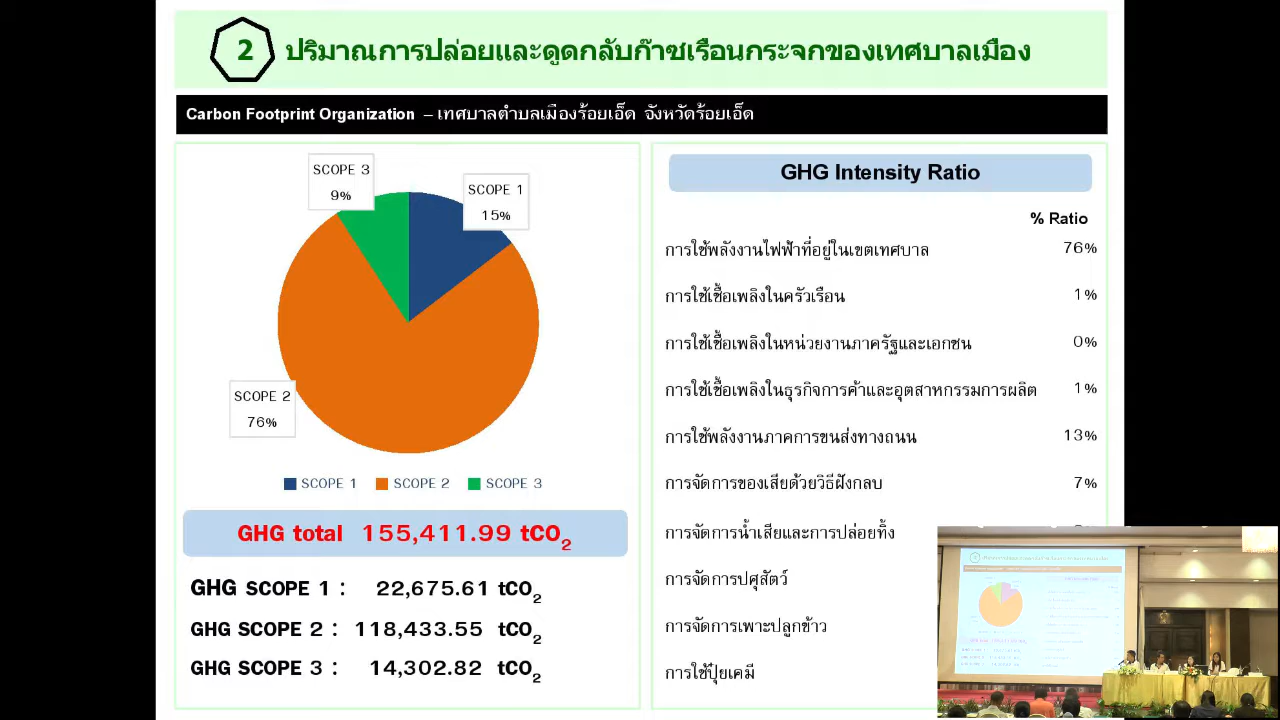 2 ปริมาณการปล่อยและดูดกลับก๊าซเรือนกระจกของเทศบาลเมือง
Carbon Footprint Organization – เทศบาลตำบลเมืองร้อยเอ็ด จังหวัดร้อยเอ็ด
SCOPE 3
9%
SCOPE 1
15%
SCOPE 2
76%
SCOPE 1 SCOPE 2 SCOPE 3
GHG total 155,411.99 tCO2
GHG SCOPE 1 : 22,675.61 tCO2
GHG SCOPE 2 : 118,433.55 tCO2
GHG SCOPE 3 : 14,302.82 tCO2
GHG Intensity Ratio
% Ratio
การใช้พลังงานไฟฟ้าที่อยู่ในเขตเทศบาล 76%
การใช้เชื้อเพลิงในครัวเรือน 1%
การใช้เชื้อเพลิงในหน่วยงานภาครัฐและเอกชน 0%
การใช้เชื้อเพลิงในธุรกิจการค้าและอุตสาหกรรมการผลิต 1%
การใช้พลังงานภาคการขนส่งทางถนน 13%
การจัดการของเสียด้วยวิธีฝังกลบ 7%
การจัดการน้ำเสียและการปล่อยทิ้ง
การจัดการปศุสัตว์
การจัดการเพาะปลูกข้าว
การใช้ปุ๋ยเคมี